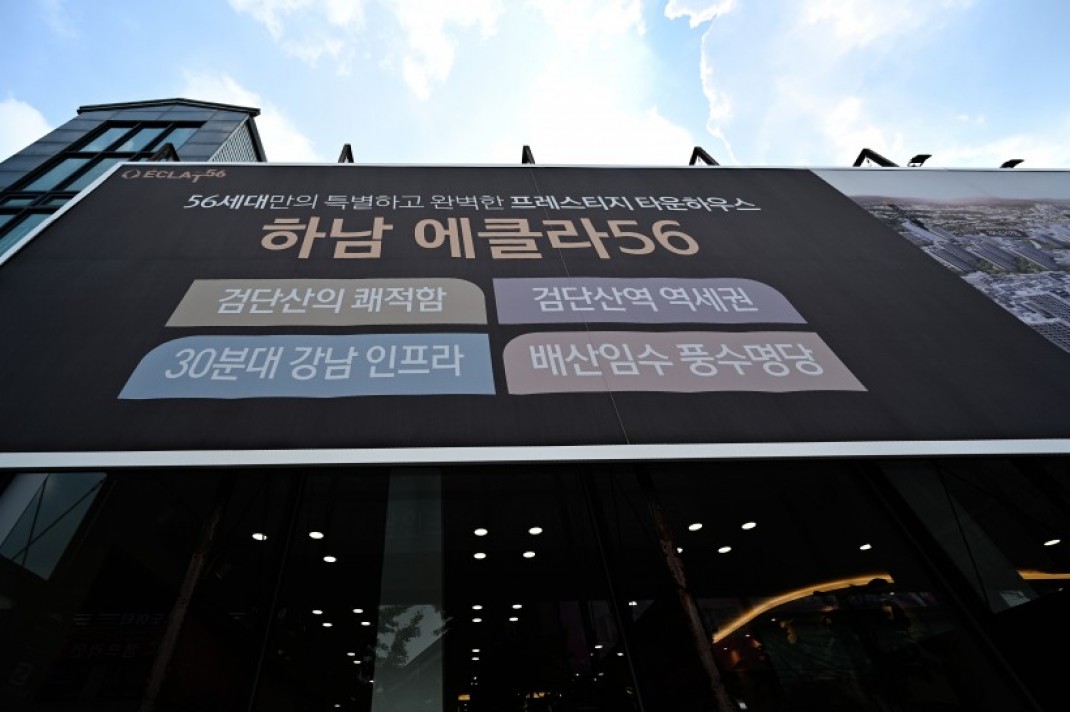 ÉCLAT56
56세대만의 특별하고 완벽한 프레스티지 타운하우스
하남 에클라56
검단산의 쾌적함
검단산역 역세권
30분대 강남 인프라
배산임수 풍수명당